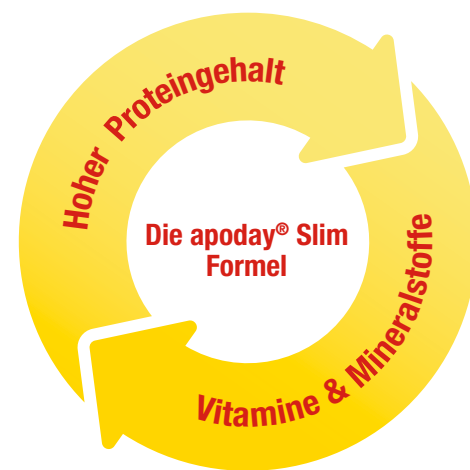 Hoher Proteingehalt
Die apoday® Slim
Formel
Vitamine & Mineralstoffe